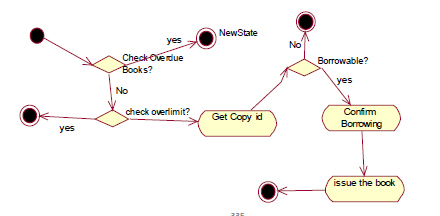 yes
NewState
Check Overdue
Books?
No
Borrowable?
No
yes
check overlimit?
yes
Get Copy id
Confirm
Borrowing
issue the book